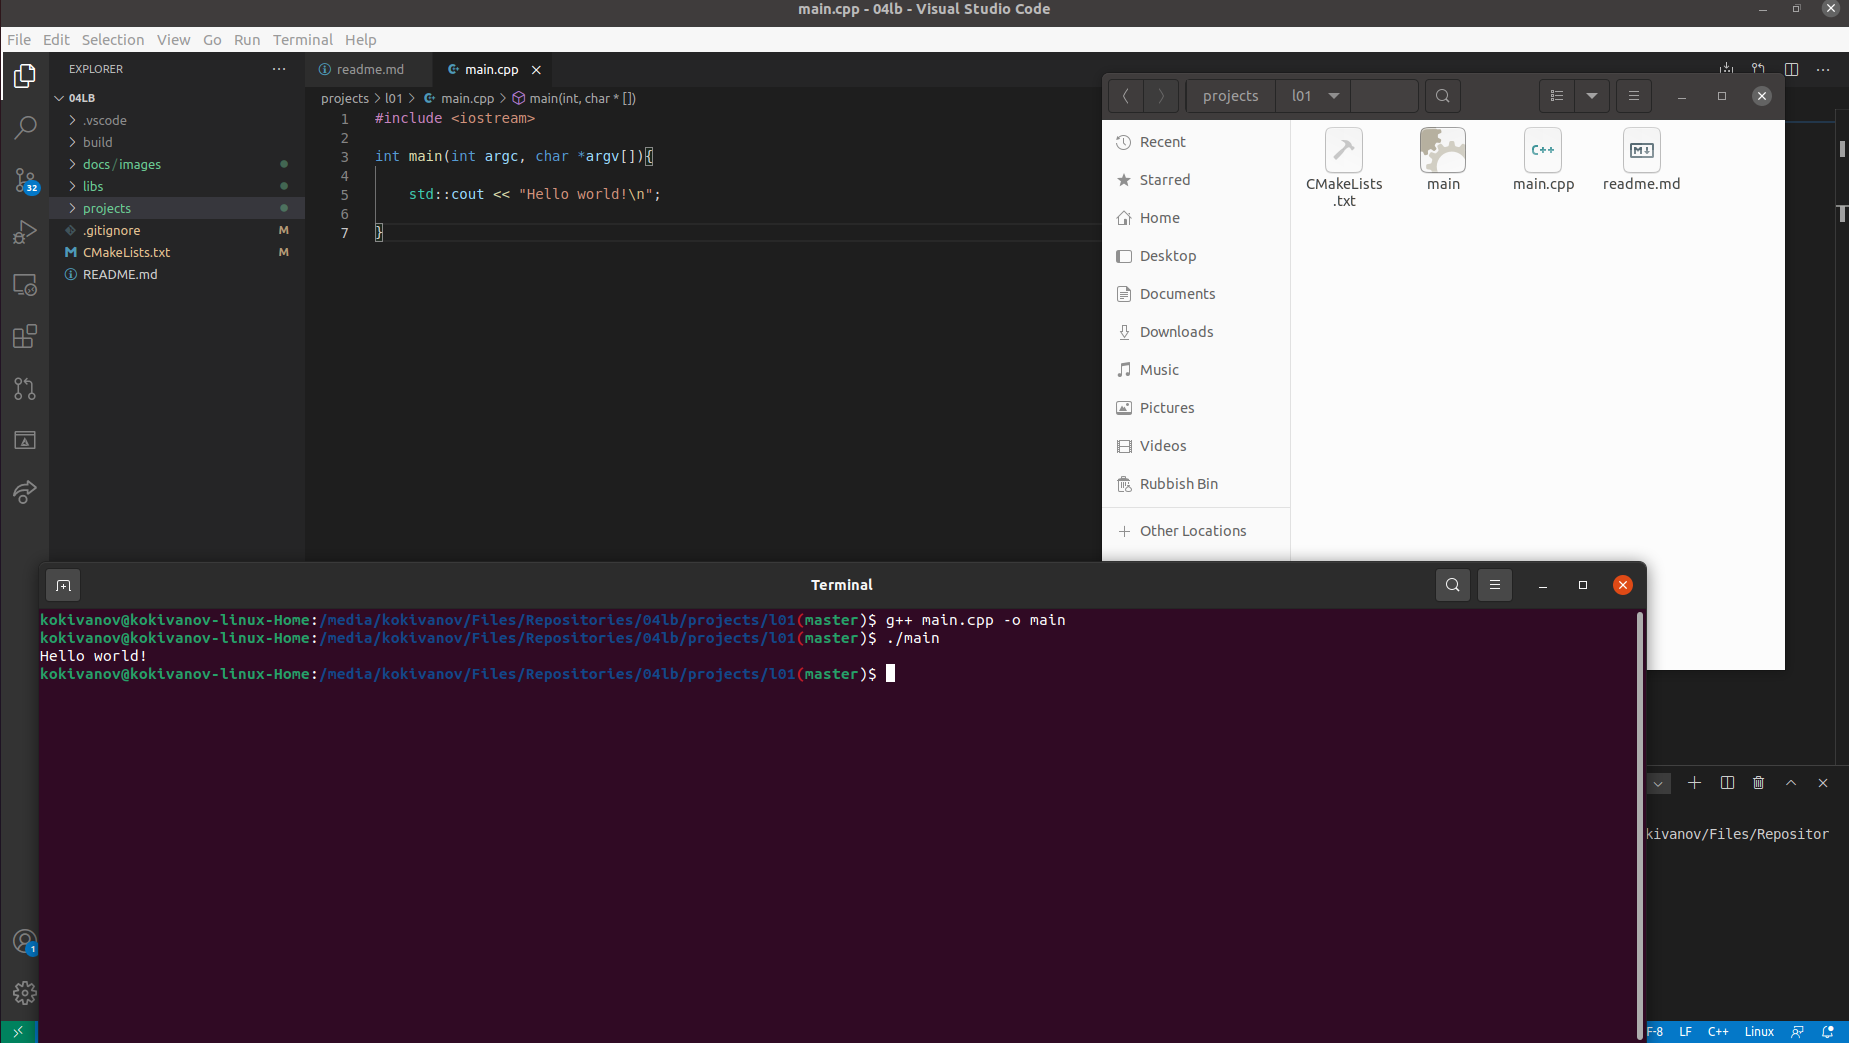 main.cpp - 04lb - Visual Studio Code
File Edit Selection View Go Run Terminal Help
EXPLORER
readme.md
main.cpp
04LB
.vscode
build
docs/images
libs
projects
.gitignore M
CMakeLists.txt M
README.md
32
1
projects > l01 > main.cpp > main(int, char * [])
1 #include <iostream>
2
3 int main(int argc, char *argv[]){
4
5 std::cout << "Hello world!\n";
6
7 }
projects l01
Recent
Starred
Home
Desktop
Documents
Downloads
Music
Pictures
Videos
Rubbish Bin
Other Locations
CMakeLists
.txt
main
main.cpp
C++
readme.md
Terminal
kokivanov@kokivanov-linux-Home:/media/kokivanov/Files/Repositories/04lb/projects/l01(master)$ g++ main.cpp -o main
kokivanov@kokivanov-linux-Home:/media/kokivanov/Files/Repositories/04lb/projects/l01(master)$ ./main
Hello world!
kokivanov@kokivanov-linux-Home:/media/kokivanov/Files/Repositories/04lb/projects/l01(master)$
kivanov/Files/Repositor
F-8 LF C++ Linux